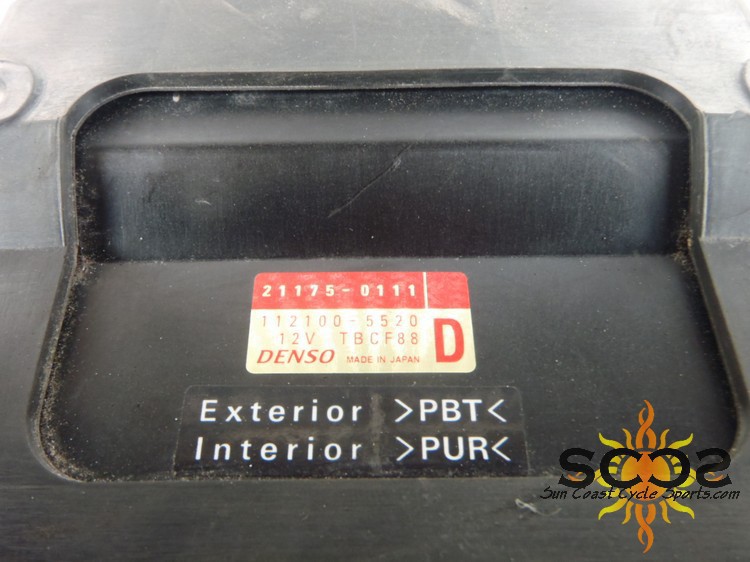 21175-0111
112100-5520
12V TBCF88
DENSO MADE IN JAPAN
D
Exterior >PBT<
Interior >PUR<
SCCS
Sun Coast Cycle Sports.com